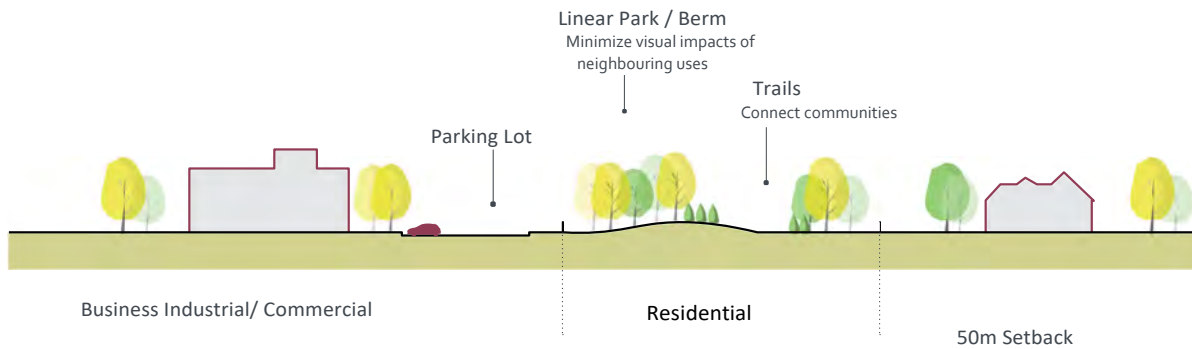 Linear Park / Berm
Minimize visual impacts of
neighbouring uses
Trails
Connect communities
Parking Lot
Business Industrial/ Commercial
Residential
50m Setback